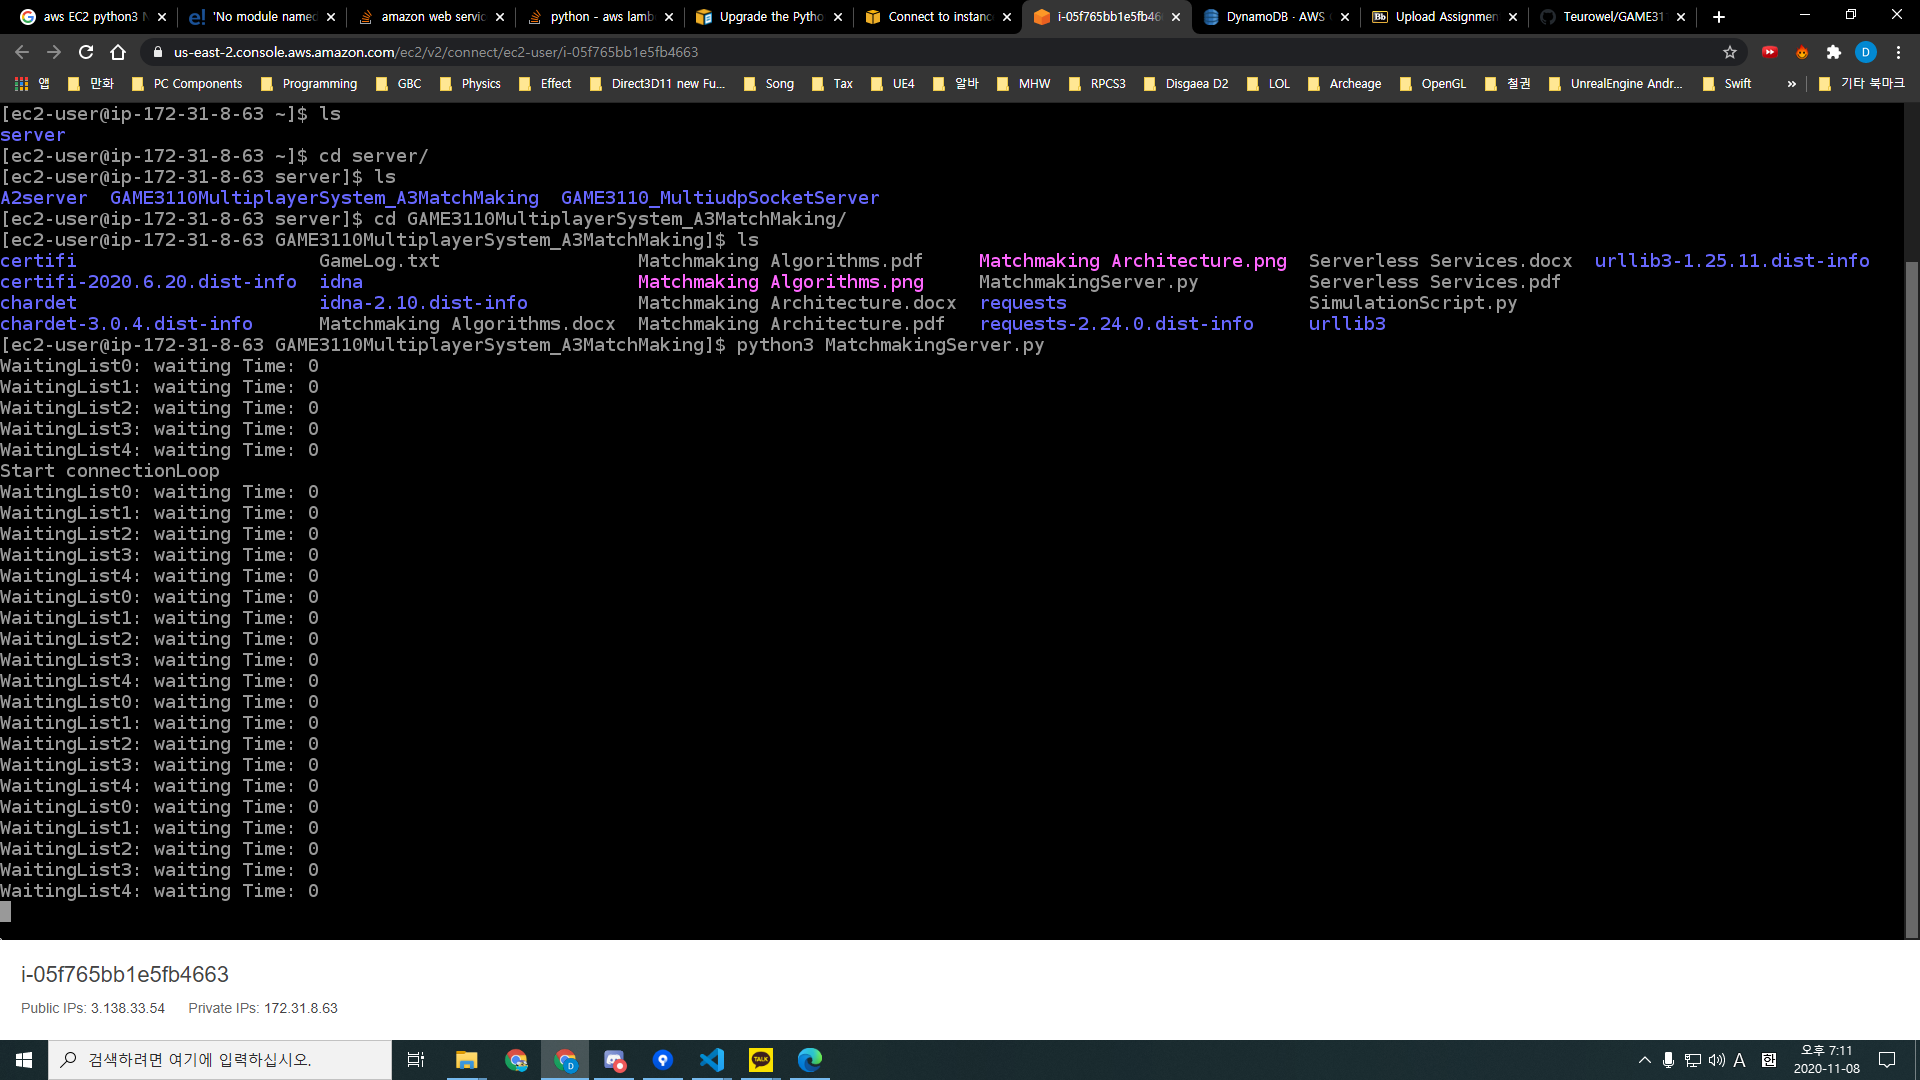 aws EC2 python3 N
'No module named
amazon web servic
python - aws lamb
Upgrade the Pytho
Connect to instanc
i-05f765bb1e5fb46
DynamoDB · AWS
Upload Assignmen
Teurowel/GAME31
us-east-2.console.aws.amazon.com/ec2/v2/connect/ec2-user/i-05f765bb1e5fb4663
앱 만화 PC Components Programming GBC Physics Effect Direct3D11 new Fu... Song Tax UE4 알바 MHW RPCS3 Disgaea D2 LOL Archeage OpenGL 철권 UnrealEngine Andr... Swift » 기타 북마크
[ec2-user@ip-172-31-8-63 ~]$ ls
server
[ec2-user@ip-172-31-8-63 ~]$ cd server/
[ec2-user@ip-172-31-8-63 server]$ ls
A2server  GAME3110MultiplayerSystem_A3MatchMaking  GAME3110_MultiudpSocketServer
[ec2-user@ip-172-31-8-63 server]$ cd GAME3110MultiplayerSystem_A3MatchMaking/
[ec2-user@ip-172-31-8-63 GAME3110MultiplayerSystem_A3MatchMaking]$ ls
certifi GameLog.txt Matchmaking Algorithms.pdf Matchmaking Architecture.png Serverless Services.docx urllib3-1.25.11.dist-info
certifi-2020.6.20.dist-info idna Matchmaking Algorithms.png MatchmakingServer.py Serverless Services.pdf
chardet idna-2.10.dist-info Matchmaking Architecture.docx requests SimulationScript.py
chardet-3.0.4.dist-info Matchmaking Algorithms.docx Matchmaking Architecture.pdf requests-2.24.0.dist-info urllib3
[ec2-user@ip-172-31-8-63 GAME3110MultiplayerSystem_A3MatchMaking]$ python3 MatchmakingServer.py
WaitingList0: waiting Time: 0
WaitingList1: waiting Time: 0
WaitingList2: waiting Time: 0
WaitingList3: waiting Time: 0
WaitingList4: waiting Time: 0
Start connectionLoop
WaitingList0: waiting Time: 0
WaitingList1: waiting Time: 0
WaitingList2: waiting Time: 0
WaitingList3: waiting Time: 0
WaitingList4: waiting Time: 0
WaitingList0: waiting Time: 0
WaitingList1: waiting Time: 0
WaitingList2: waiting Time: 0
WaitingList3: waiting Time: 0
WaitingList4: waiting Time: 0
WaitingList0: waiting Time: 0
WaitingList1: waiting Time: 0
WaitingList2: waiting Time: 0
WaitingList3: waiting Time: 0
WaitingList4: waiting Time: 0
WaitingList0: waiting Time: 0
WaitingList1: waiting Time: 0
WaitingList2: waiting Time: 0
WaitingList3: waiting Time: 0
WaitingList4: waiting Time: 0
i-05f765bb1e5fb4663
Public IPs: 3.138.33.54 Private IPs: 172.31.8.63
검색하려면 여기에 입력하십시오.
TALK
A 한
오후 7:11
2020-11-08